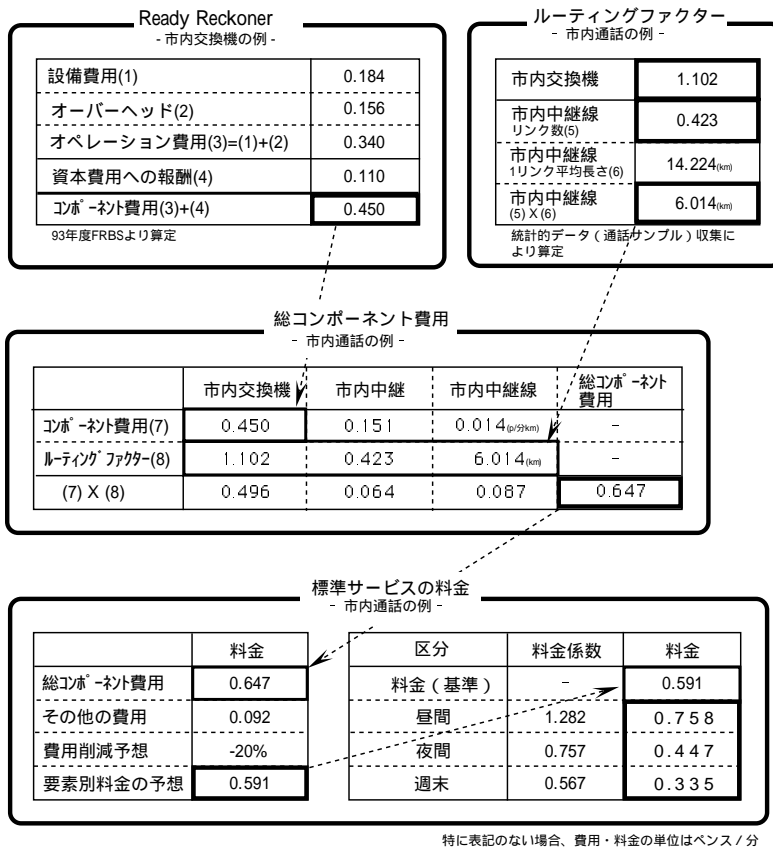 Ready Reckoner
- 市内交換機の例 -
設備費用(1) 0.184
オーバーヘッド(2) 0.156
オペレーション費用(3)=(1)+(2) 0.340
資本費用への報酬(4) 0.110
ｺﾝﾎﾟｰﾈﾝﾄ費用(3)+(4) 0.450
93年度FRBSより算定
ルーティングファクター
- 市内通話の例 -
市内交換機 1.102
市内中継線
リンク数(5) 0.423
市内中継線
1リンク平均長さ(6) 14.224(km)
市内中継線
(5) X (6) 6.014(km)
統計的データ（通話サンプル）収集に
より算定
総コンポーネント費用
- 市内通話の例 -
市内交換機 市内中継 市内中継線 総ｺﾝﾎﾟｰﾈﾝﾄ
費用
ｺﾝﾎﾟｰﾈﾝﾄ費用(7) 0.450 0.151 0.014(p/分km) -
ﾙｰﾃｨﾝｸﾞﾌｧｸﾀｰ(8) 1.102 0.423 6.014(km) -
(7) X (8) 0.496 0.064 0.087 0.647
標準サービスの料金
- 市内通話の例 -
料金
総ｺﾝﾎﾟｰﾈﾝﾄ費用 0.647
その他の費用 0.092
費用削減予想 -20%
要素別料金の予想 0.591
区分 料金係数 料金
料金（基準） - 0.591
昼間 1.282 0.758
夜間 0.757 0.447
週末 0.567 0.335
特に表記のない場合、費用・料金の単位はペンス / 分